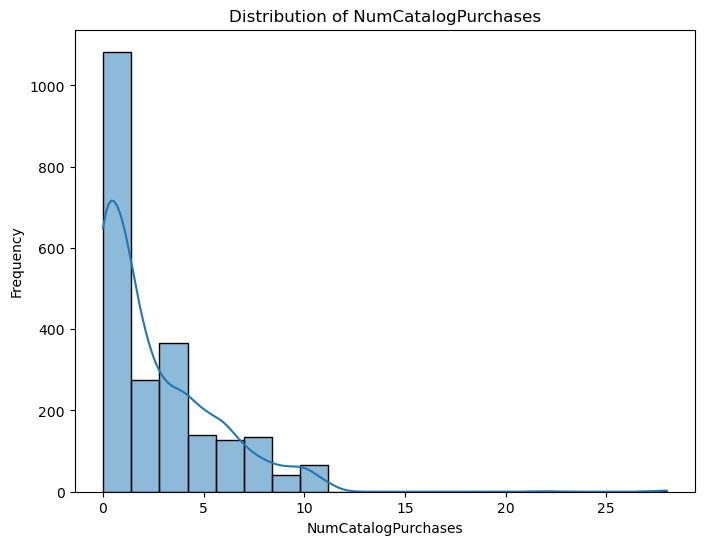 Distribution of NumCatalogPurchases
Frequency
1000
800
600
400
200
0
0 5 10 15 20 25
NumCatalogPurchases